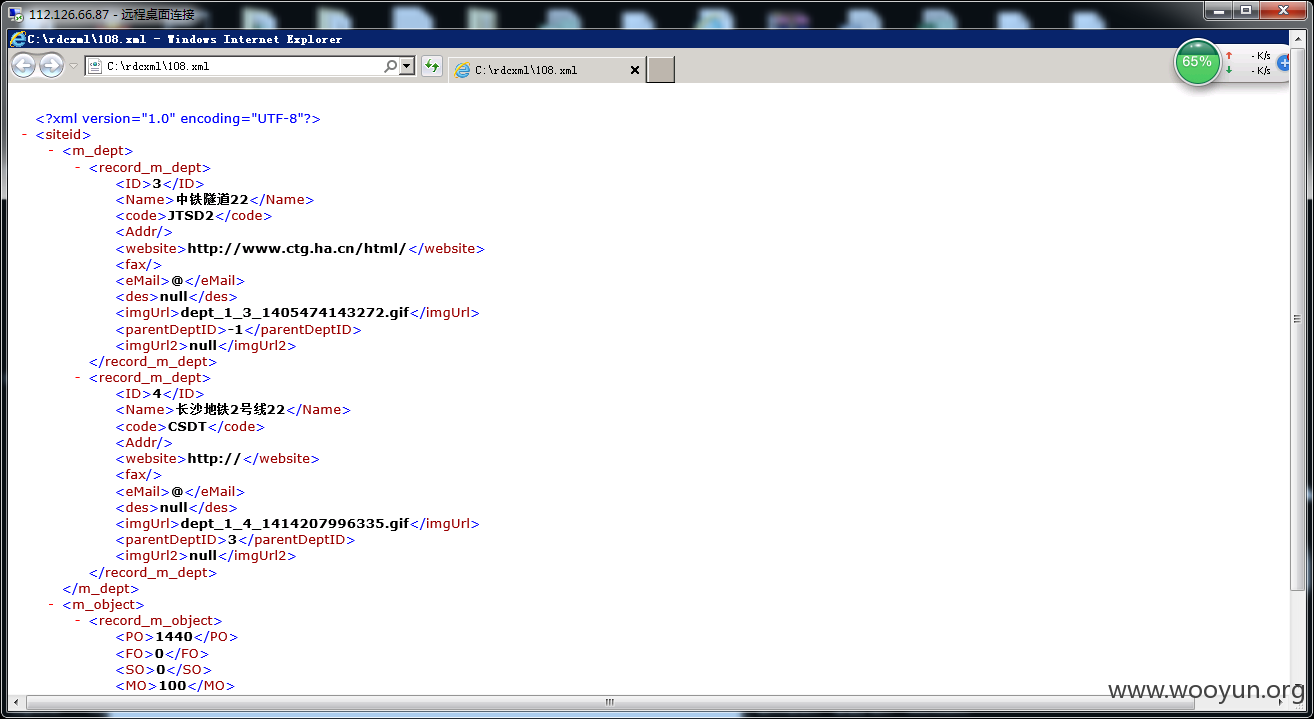 112.126.66.87 - 远程桌面连接
C:\rdcxml\108.xml - Windows Internet Explorer
C:\rdcxml\108.xml
C:\rdcxml\108.xml
65%
- K/s
- K/s
<?xml version="1.0" encoding="UTF-8"?>
- <siteid>
- <m_dept>
- <record_m_dept>
<ID>3</ID>
<Name>中铁隧道22</Name>
<code>JTSD2</code>
<Addr/>
<website>http://www.ctg.ha.cn/html/</website>
<fax/>
<eMail>@</eMail>
<des>null</des>
<imgUrl>dept_1_3_1405474143272.gif</imgUrl>
<parentDeptID>-1</parentDeptID>
<imgUrl2>null</imgUrl2>
</record_m_dept>
- <record_m_dept>
<ID>4</ID>
<Name>长沙地铁2号线22</Name>
<code>CSDT</code>
<Addr/>
<website>http://</website>
<fax/>
<eMail>@</eMail>
<des>null</des>
<imgUrl>dept_1_4_1414207996335.gif</imgUrl>
<parentDeptID>3</parentDeptID>
<imgUrl2>null</imgUrl2>
</record_m_dept>
</m_dept>
- <m_object>
- <record_m_object>
<PO>1440</PO>
<FO>0</FO>
<SO>0</SO>
<MO>100</MO>
www.wooyun.org